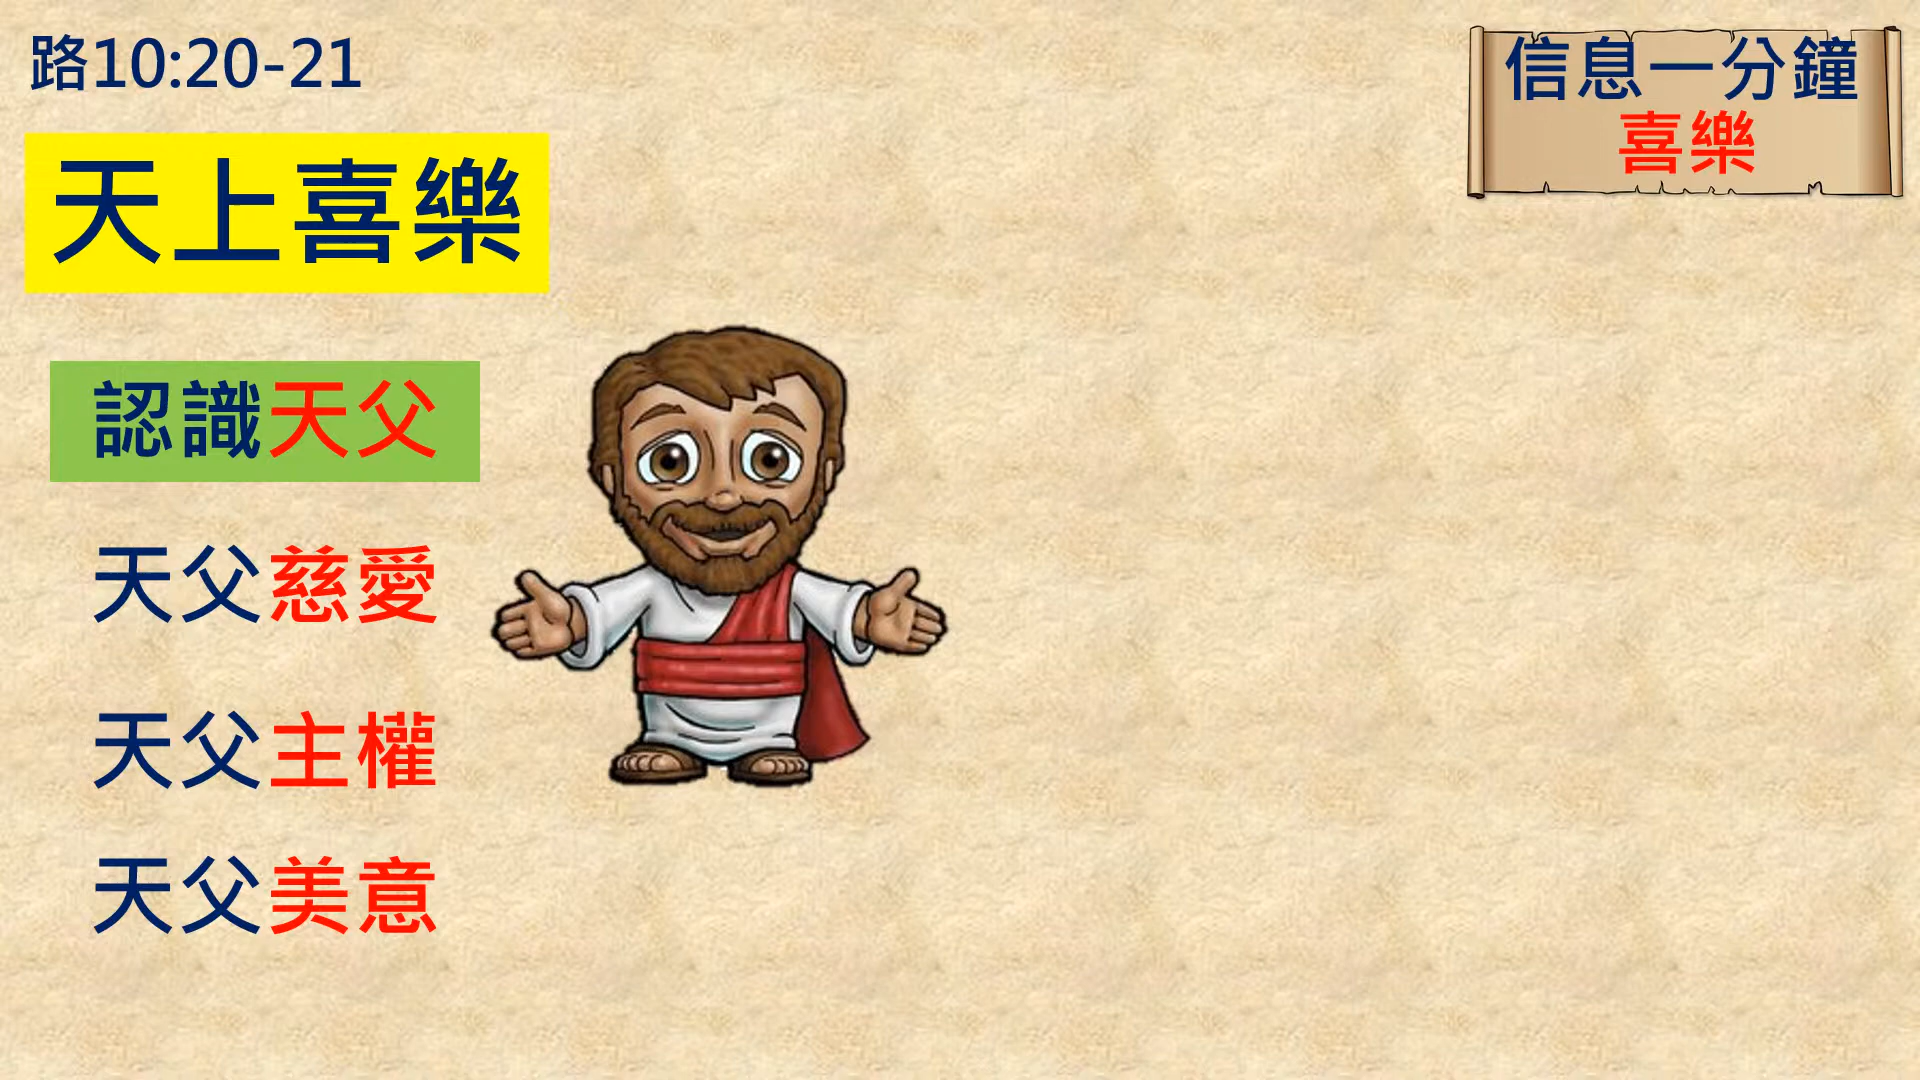 路10:20-21
信息一分鐘
喜樂
天上喜樂
認識天父
天父慈愛
天父主權
天父美意